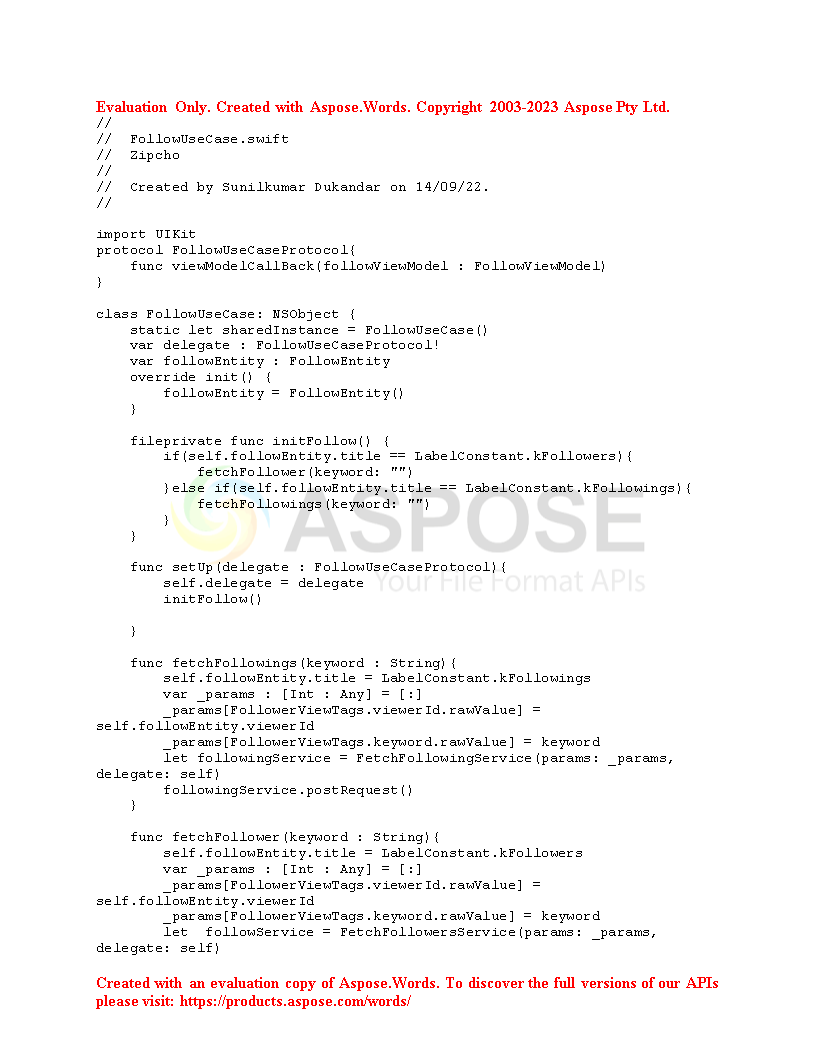 Evaluation Only. Created with Aspose.Words. Copyright 2003-2023 Aspose Pty Ltd.
//
//  FollowUseCase.swift
//  Zipcho
//
//  Created by Sunilkumar Dukandar on 14/09/22.
//

import UIKit
protocol FollowUseCaseProtocol{
    func viewModelCallBack(followViewModel : FollowViewModel)
}

class FollowUseCase: NSObject {
    static let sharedInstance = FollowUseCase()
    var delegate : FollowUseCaseProtocol!
    var followEntity : FollowEntity
    override init() {
        followEntity = FollowEntity()
    }

    fileprivate func initFollow() {
        if(self.followEntity.title == LabelConstant.kFollowers){
            fetchFollower(keyword: "")
        }else if(self.followEntity.title == LabelConstant.kFollowings){
            fetchFollowings(keyword: "")
        }
    }
ASPOSE
Your File Format APIs

    func setUp(delegate : FollowUseCaseProtocol){
        self.delegate = delegate
        initFollow()

    }

    func fetchFollowings(keyword : String){
        self.followEntity.title = LabelConstant.kFollowings
        var _params : [Int : Any] = [:]
        _params[FollowerViewTags.viewerId.rawValue] =
self.followEntity.viewerId
        _params[FollowerViewTags.keyword.rawValue] = keyword
        let followingService = FetchFollowingService(params: _params,
delegate: self)
        followingService.postRequest()
    }

    func fetchFollower(keyword : String){
        self.followEntity.title = LabelConstant.kFollowers
        var _params : [Int : Any] = [:]
        _params[FollowerViewTags.viewerId.rawValue] =
self.followEntity.viewerId
        _params[FollowerViewTags.keyword.rawValue] = keyword
        let  followService = FetchFollowersService(params: _params,
delegate: self)

Created with an evaluation copy of Aspose.Words. To discover the full versions of our APIs
please visit: https://products.aspose.com/words/